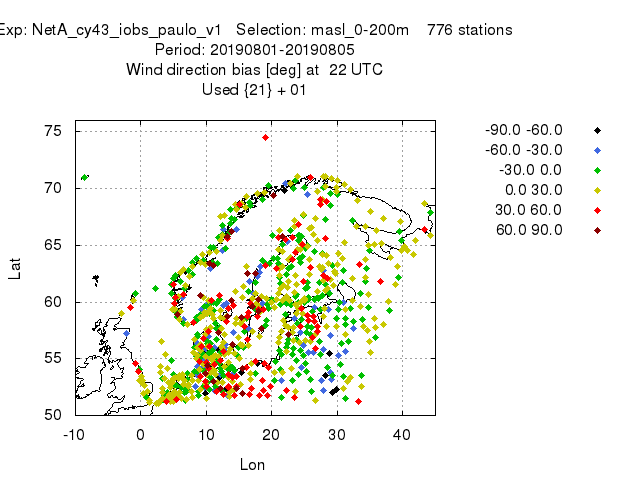 Exp: NetA_cy43_iobs_paulo_v1 Selection: masl_0-200m 776 stations
Period: 20190801-20190805
Wind direction bias [deg] at 22 UTC
Used {21} + 01
-90.0 -60.0
-60.0 -30.0
-30.0 0.0
0.0 30.0
30.0 60.0
60.0 90.0
75
70
65
60
55
50
Lat
-10 0 10 20 30 40
Lon